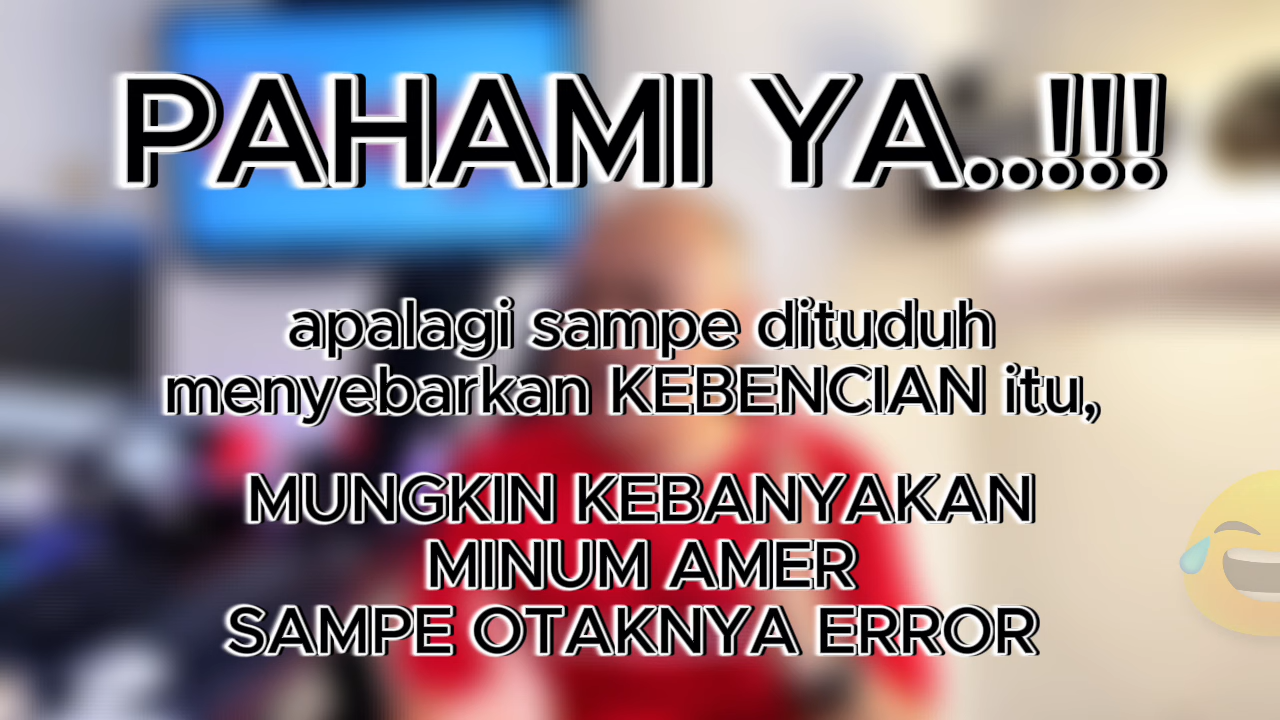 PAHAMI YA..!!!
apalagi sampe dituduh
menyebarkan KEBENCIAN itu,
MUNGKIN KEBANYAKAN
MINUM AMER
SAMPE OTAKNYA ERROR